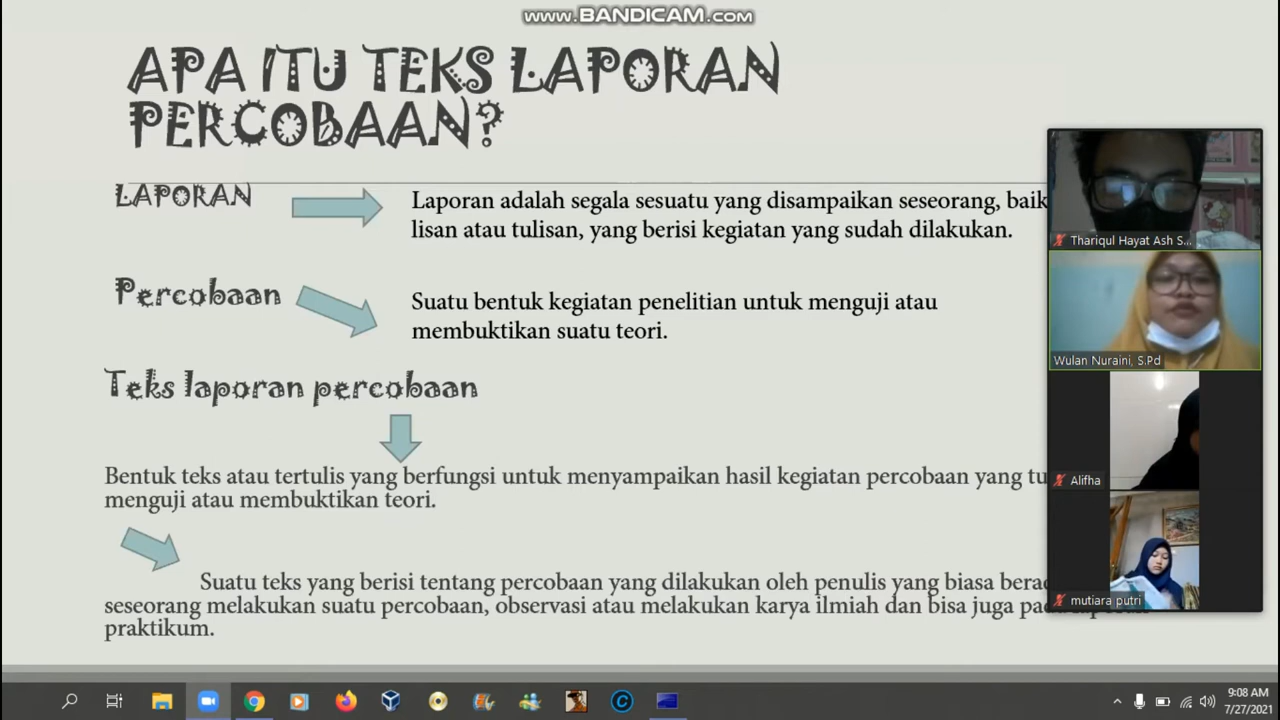 www.BANDICAM.com
APA ITU TEKS LAPORAN
PERCOBAAN?
LAPORAN
Laporan adalah segala sesuatu yang disampaikan seseorang, baik
lisan atau tulisan, yang berisi kegiatan yang sudah dilakukan.
Percobaan
Suatu bentuk kegiatan penelitian untuk menguji atau
membuktikan suatu teori.
Teks laporan percobaan
Bentuk teks atau tertulis yang berfungsi untuk menyampaikan hasil kegiatan percobaan yang
menguji atau membuktikan teori.
Suatu teks yang berisi tentang percobaan yang dilakukan oleh penulis yang biasa
seseorang melakukan suatu percobaan, observasi atau melakukan karya ilmiah dan bisa juga
praktikum.
Thariqul Hayat Ash S...
Wulan Nuraini, S.Pd
Alifha
mutiara putri
9:08 AM
7/27/2021